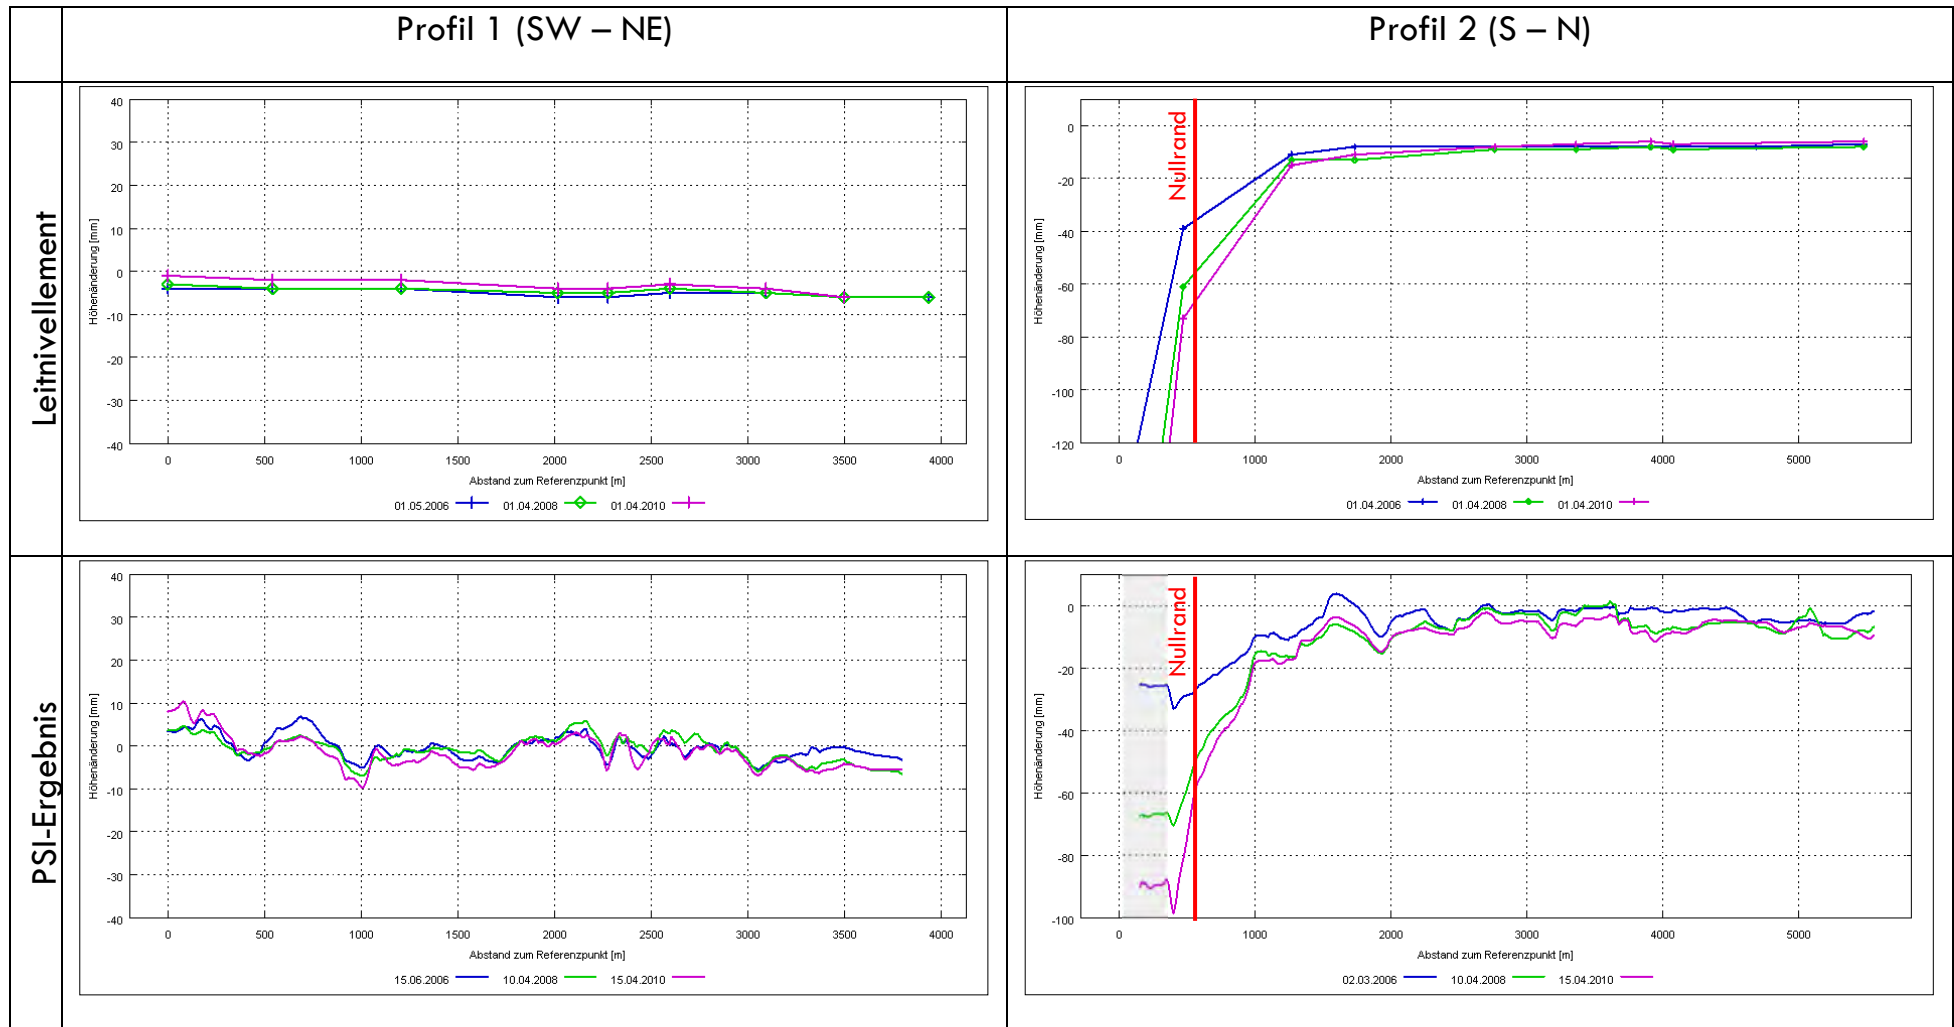 Profil 1 (SW – NE)
Profil 2 (S – N)
Leitnivellement
Höhenänderung [mm]
40
30
20
10
0
-10
-20
-30
-40
0 500 1000 1500 2000 2500 3000 3500 4000
Abstand zum Referenzpunkt [m]
01.05.2006 01.04.2008 01.04.2010
Höhenänderung [mm]
0
-20
-40
-60
-80
-100
-120
Nullrand
0 1000 2000 3000 4000 5000
Abstand zum Referenzpunkt [m]
01.04.2006 01.04.2008 01.04.2010
PSI-Ergebnis
Höhenänderung [mm]
40
30
20
10
0
-10
-20
-30
-40
0 500 1000 1500 2000 2500 3000 3500 4000
Abstand zum Referenzpunkt [m]
15.06.2006 10.04.2008 15.04.2010
Höhenänderung [mm]
0
-20
-40
-60
-80
-100
Nullrand
0 1000 2000 3000 4000 5000
Abstand zum Referenzpunkt [m]
02.03.2006 10.04.2008 15.04.2010